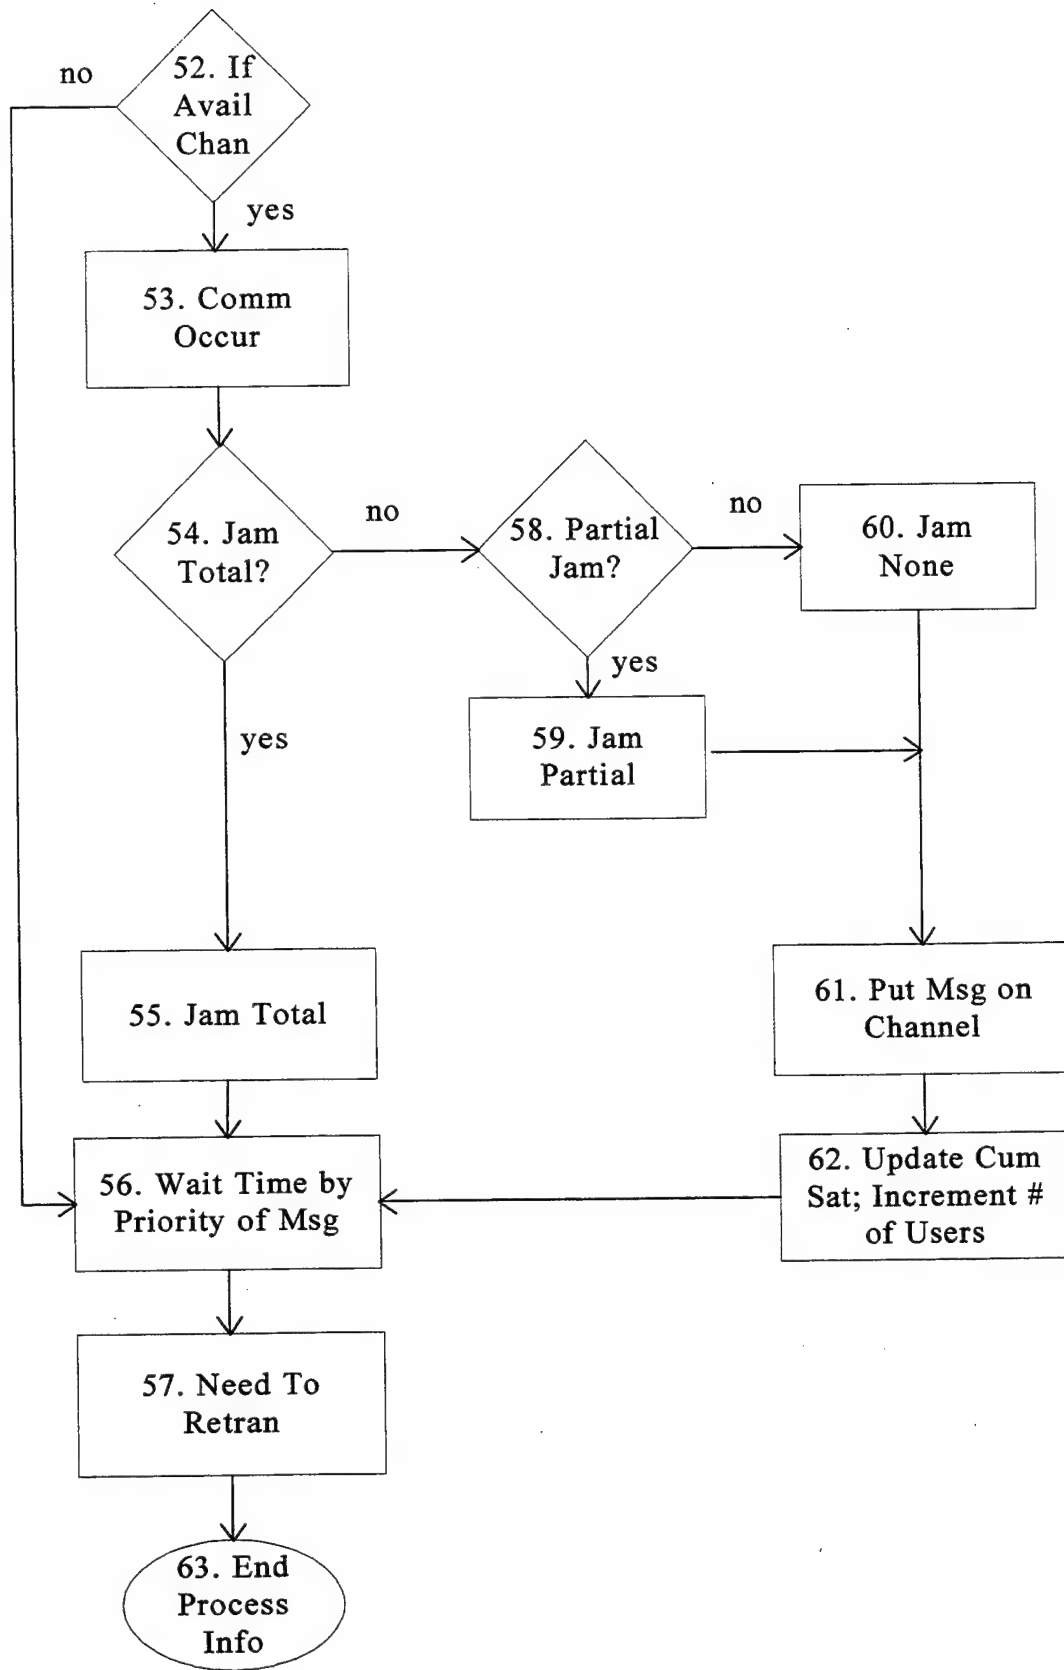 no
52. If
Avail
Chan
yes
53. Comm
Occur
54. Jam
Total?
no
58. Partial
Jam?
no
60. Jam
None
yes
59. Jam
Partial
yes
55. Jam Total
61. Put Msg on
Channel
56. Wait Time by
Priority of Msg
62. Update Cum
Sat; Increment #
of Users
57. Need To
Retran
63. End
Process
Info